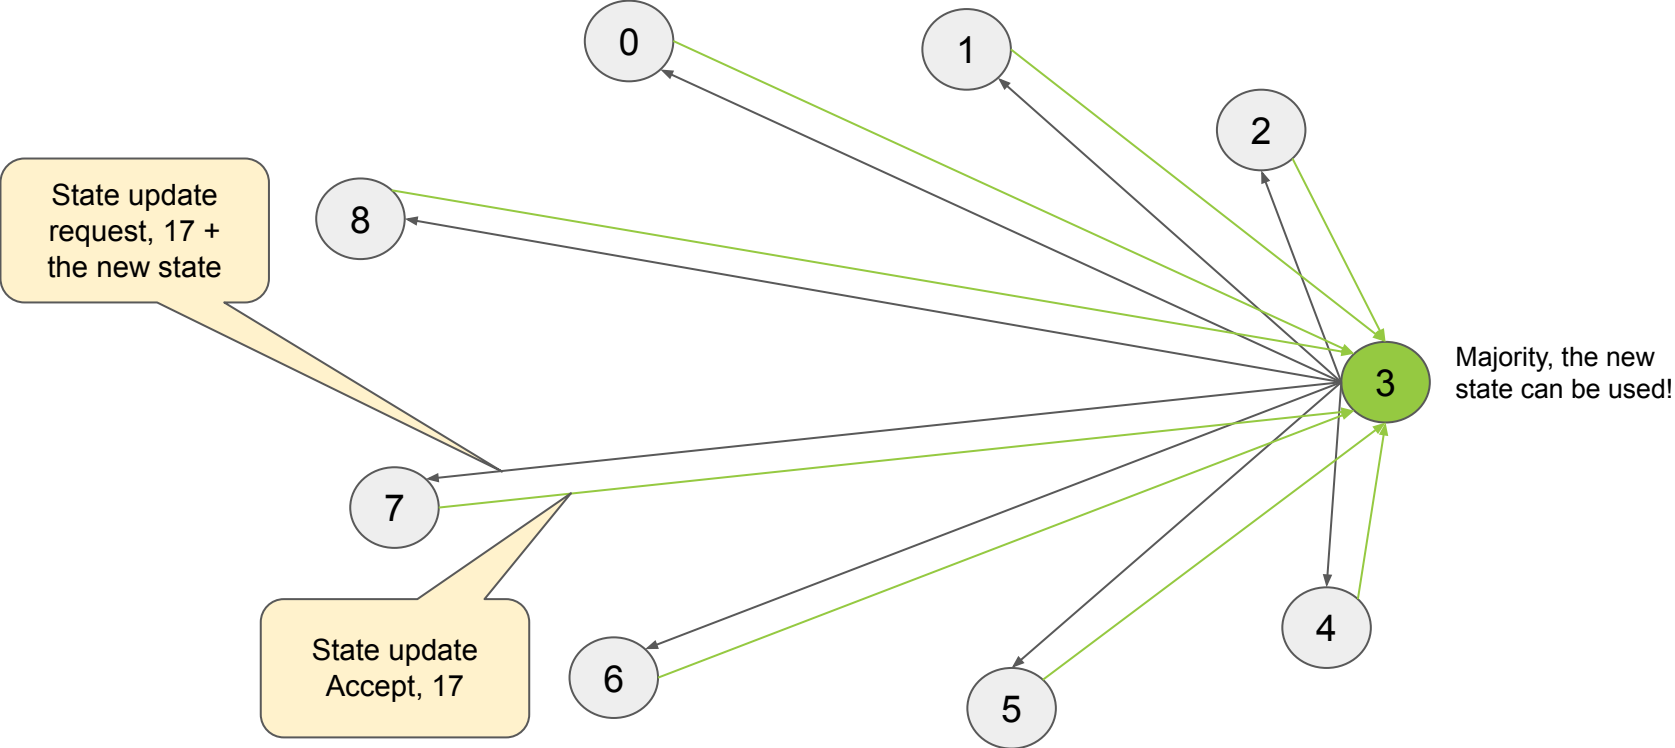 0
1
2
State update
request, 17 +
the new state
8
Majority, the new
state can be used!
3
7
State update
Accept, 17
4
6
5